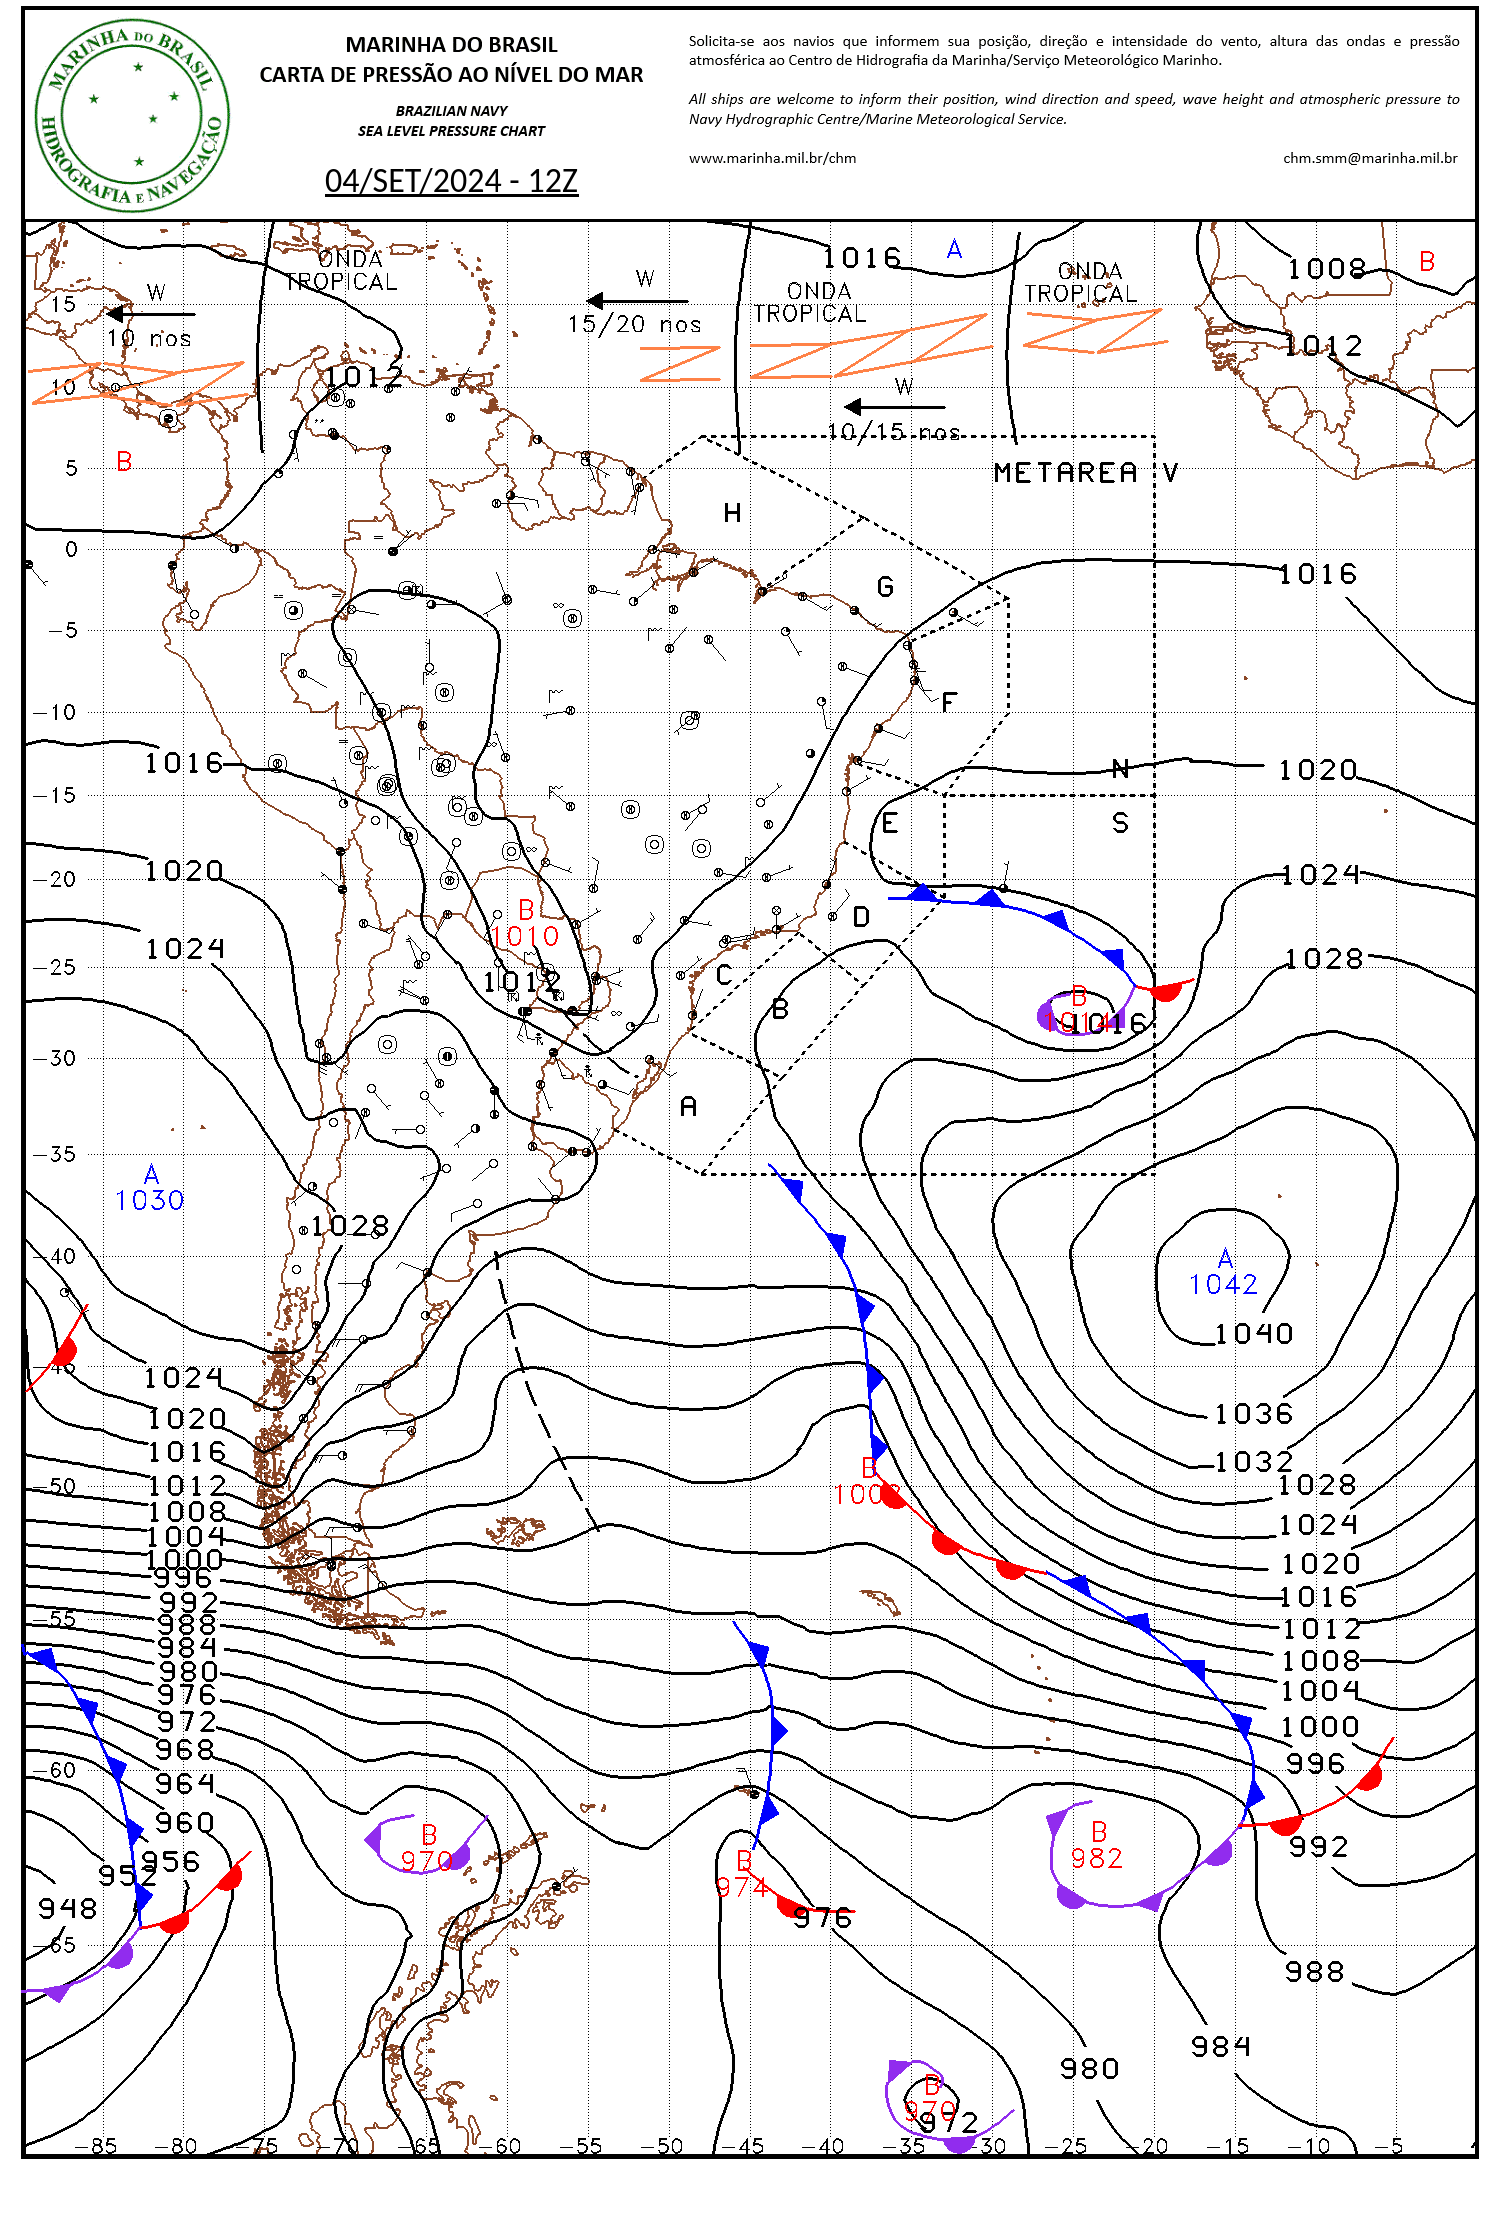 MARINHA DO BRASIL
HIDROGRAFIA E NAVEGAÇÃO
MARINHA DO BRASIL
CARTA DE PRESSÃO AO NÍVEL DO MAR
BRAZILIAN NAVY
SEA LEVEL PRESSURE CHART
04/SET/2024 - 12Z
Solicita-se aos navios que informem sua posição, direção e intensidade do vento, altura das ondas e pressão
atmosférica ao Centro de Hidrografia da Marinha/Serviço Meteorológico Marinho.
All ships are welcome to inform their position, wind direction and speed, wave height and atmospheric pressure to
Navy Hydrographic Centre/Marine Meteorological Service.
www.marinha.mil.br/chm
chm.smm@marinha.mil.br
ONDA
TROPICAL
1016
A
ONDA
TROPICAL
1008
B
W
15
10 nos
W
15/20 nos
ONDA
TROPICAL
1012
1012
10
W
10/15 nos
B
5
METAREA V
H
0
1016
G
-5
F
-10
1016
N
1020
-15
E
S
1020
-20
1024
B
1010
D
1024
1028
-25
C
1012
B
B
1014
1016
-30
A
-35
A
1030
1028
-40
A
1042
1040
-45
1024
1020
1036
1016
1032
B
-50
1012
1028
1008
1024
1004
1000
1020
996
992
1016
-55
988
1012
984
1008
980
976
1004
972
1000
968
-60
996
964
960
B
970
B
982
992
956
952
B
974
948
976
-65
988
984
980
B
970
972
-85
-80
-75
-70
-65
-60
-55
-50
-45
-40
-35
-30
-25
-20
-15
-10
-5